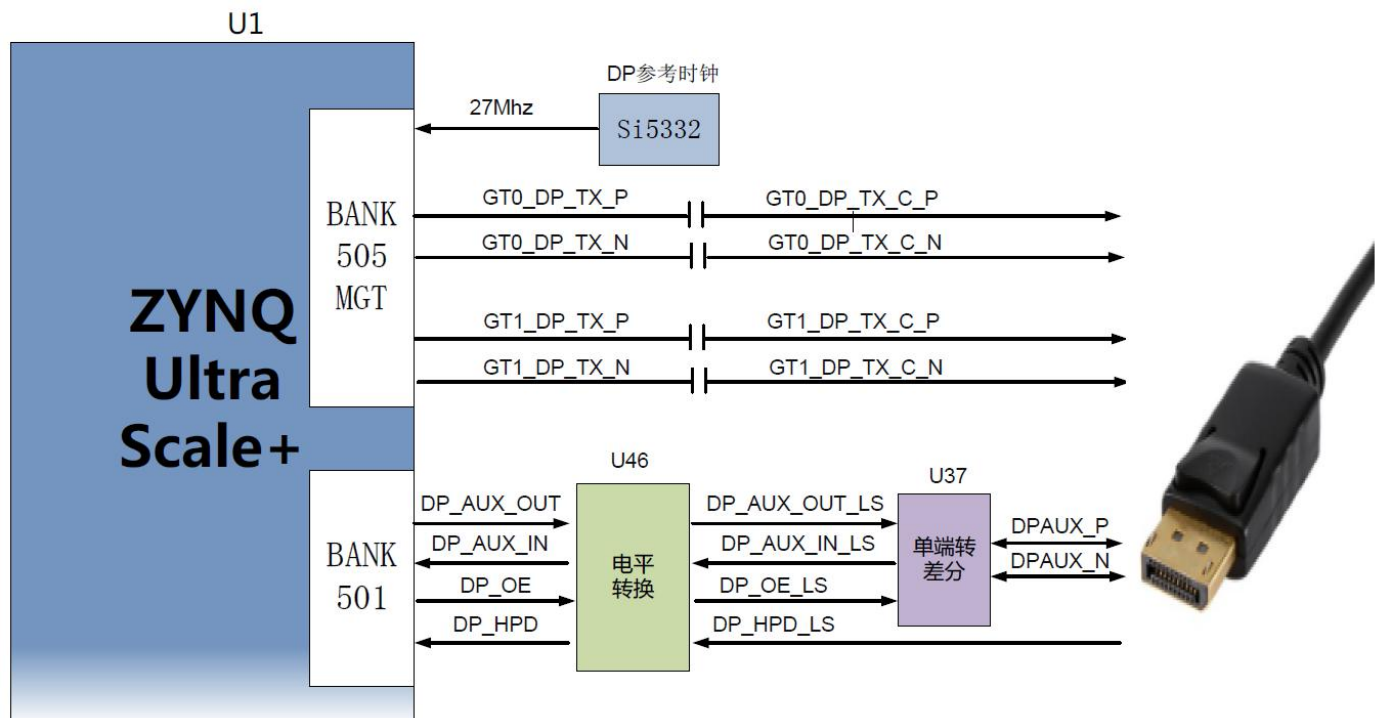 U1
DP参考时钟
27Mhz
Si5332
GT0_DP_TX_P
GT0_DP_TX_C_P
BANK
505
MGT
GT0_DP_TX_N
GT0_DP_TX_C_N
ZYNQ
Ultra
Scale+
GT1_DP_TX_P
GT1_DP_TX_C_P
GT1_DP_TX_N
GT1_DP_TX_C_N
U46
U37
BANK
501
DP_AUX_OUT
DP_AUX_IN
DP_OE
DP_HPD
电平
转换
DP_AUX_OUT_LS
DP_AUX_IN_LS
DP_OE_LS
DP_HPD_LS
单端转
差分
DPAUX_P
DPAUX_N